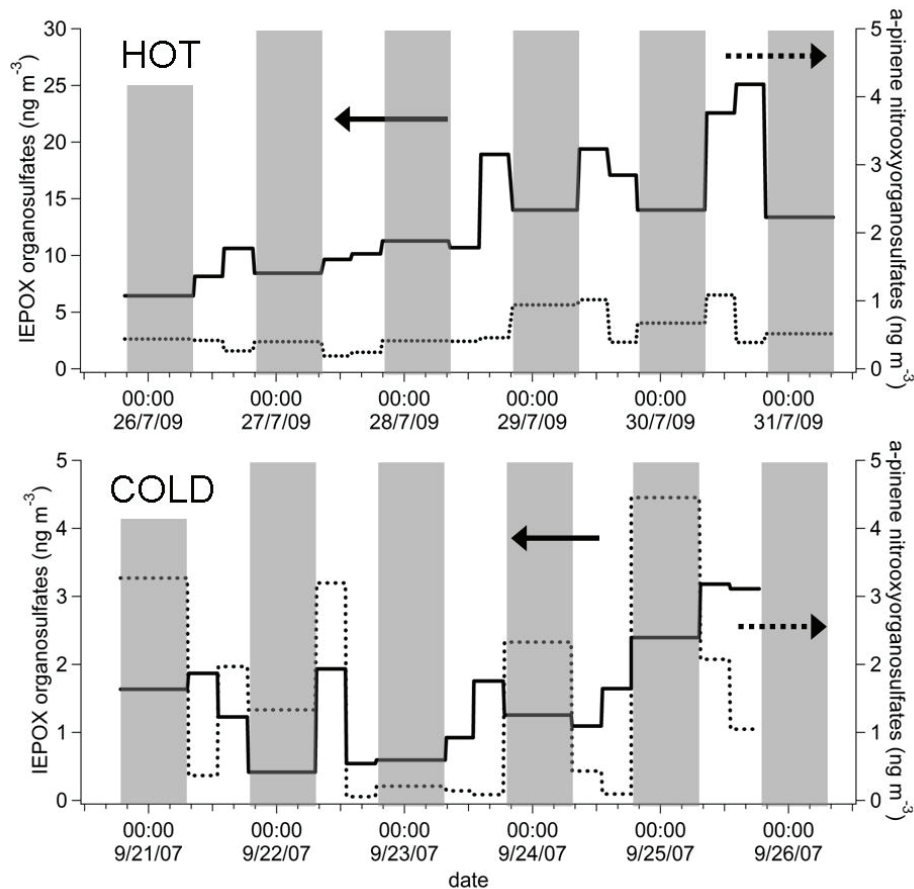 HOT
IEPOX organosulfates (ng m-3)
30
25
20
15
10
5
0
a-pinene nitrooxyorganosulfates (ng m-3)
5
4
3
2
1
0
00:00 00:00 00:00 00:00 00:00 00:00
26/7/09 27/7/09 28/7/09 29/7/09 30/7/09 31/7/09
COLD
IEPOX organosulfates (ng m-3)
5
4
3
2
1
0
a-pinene nitrooxyorganosulfates (ng m-3)
5
4
3
2
1
0
00:00 00:00 00:00 00:00 00:00 00:00
9/21/07 9/22/07 9/23/07 9/24/07 9/25/07 9/26/07
date